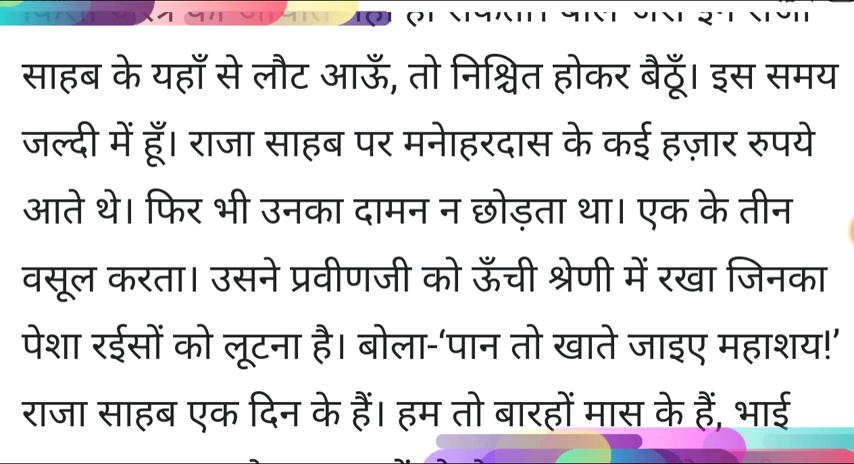 साहब के यहाँ से लौट आऊँ, तो निश्चित होकर बैठूँ। इस समय
जल्दी में हूँ। राजा साहब पर मनेाहरदास के कई हज़ार रुपये
आते थे। फिर भी उनका दामन न छोड़ता था। एक के तीन
वसूल करता। उसने प्रवीणजी को ऊँची श्रेणी में रखा जिनका
पेशा रईसों को लूटना है। बोला-‘पान तो खाते जाइए महाशय!’
राजा साहब एक दिन के हैं। हम तो बारहों मास के हैं, भाई